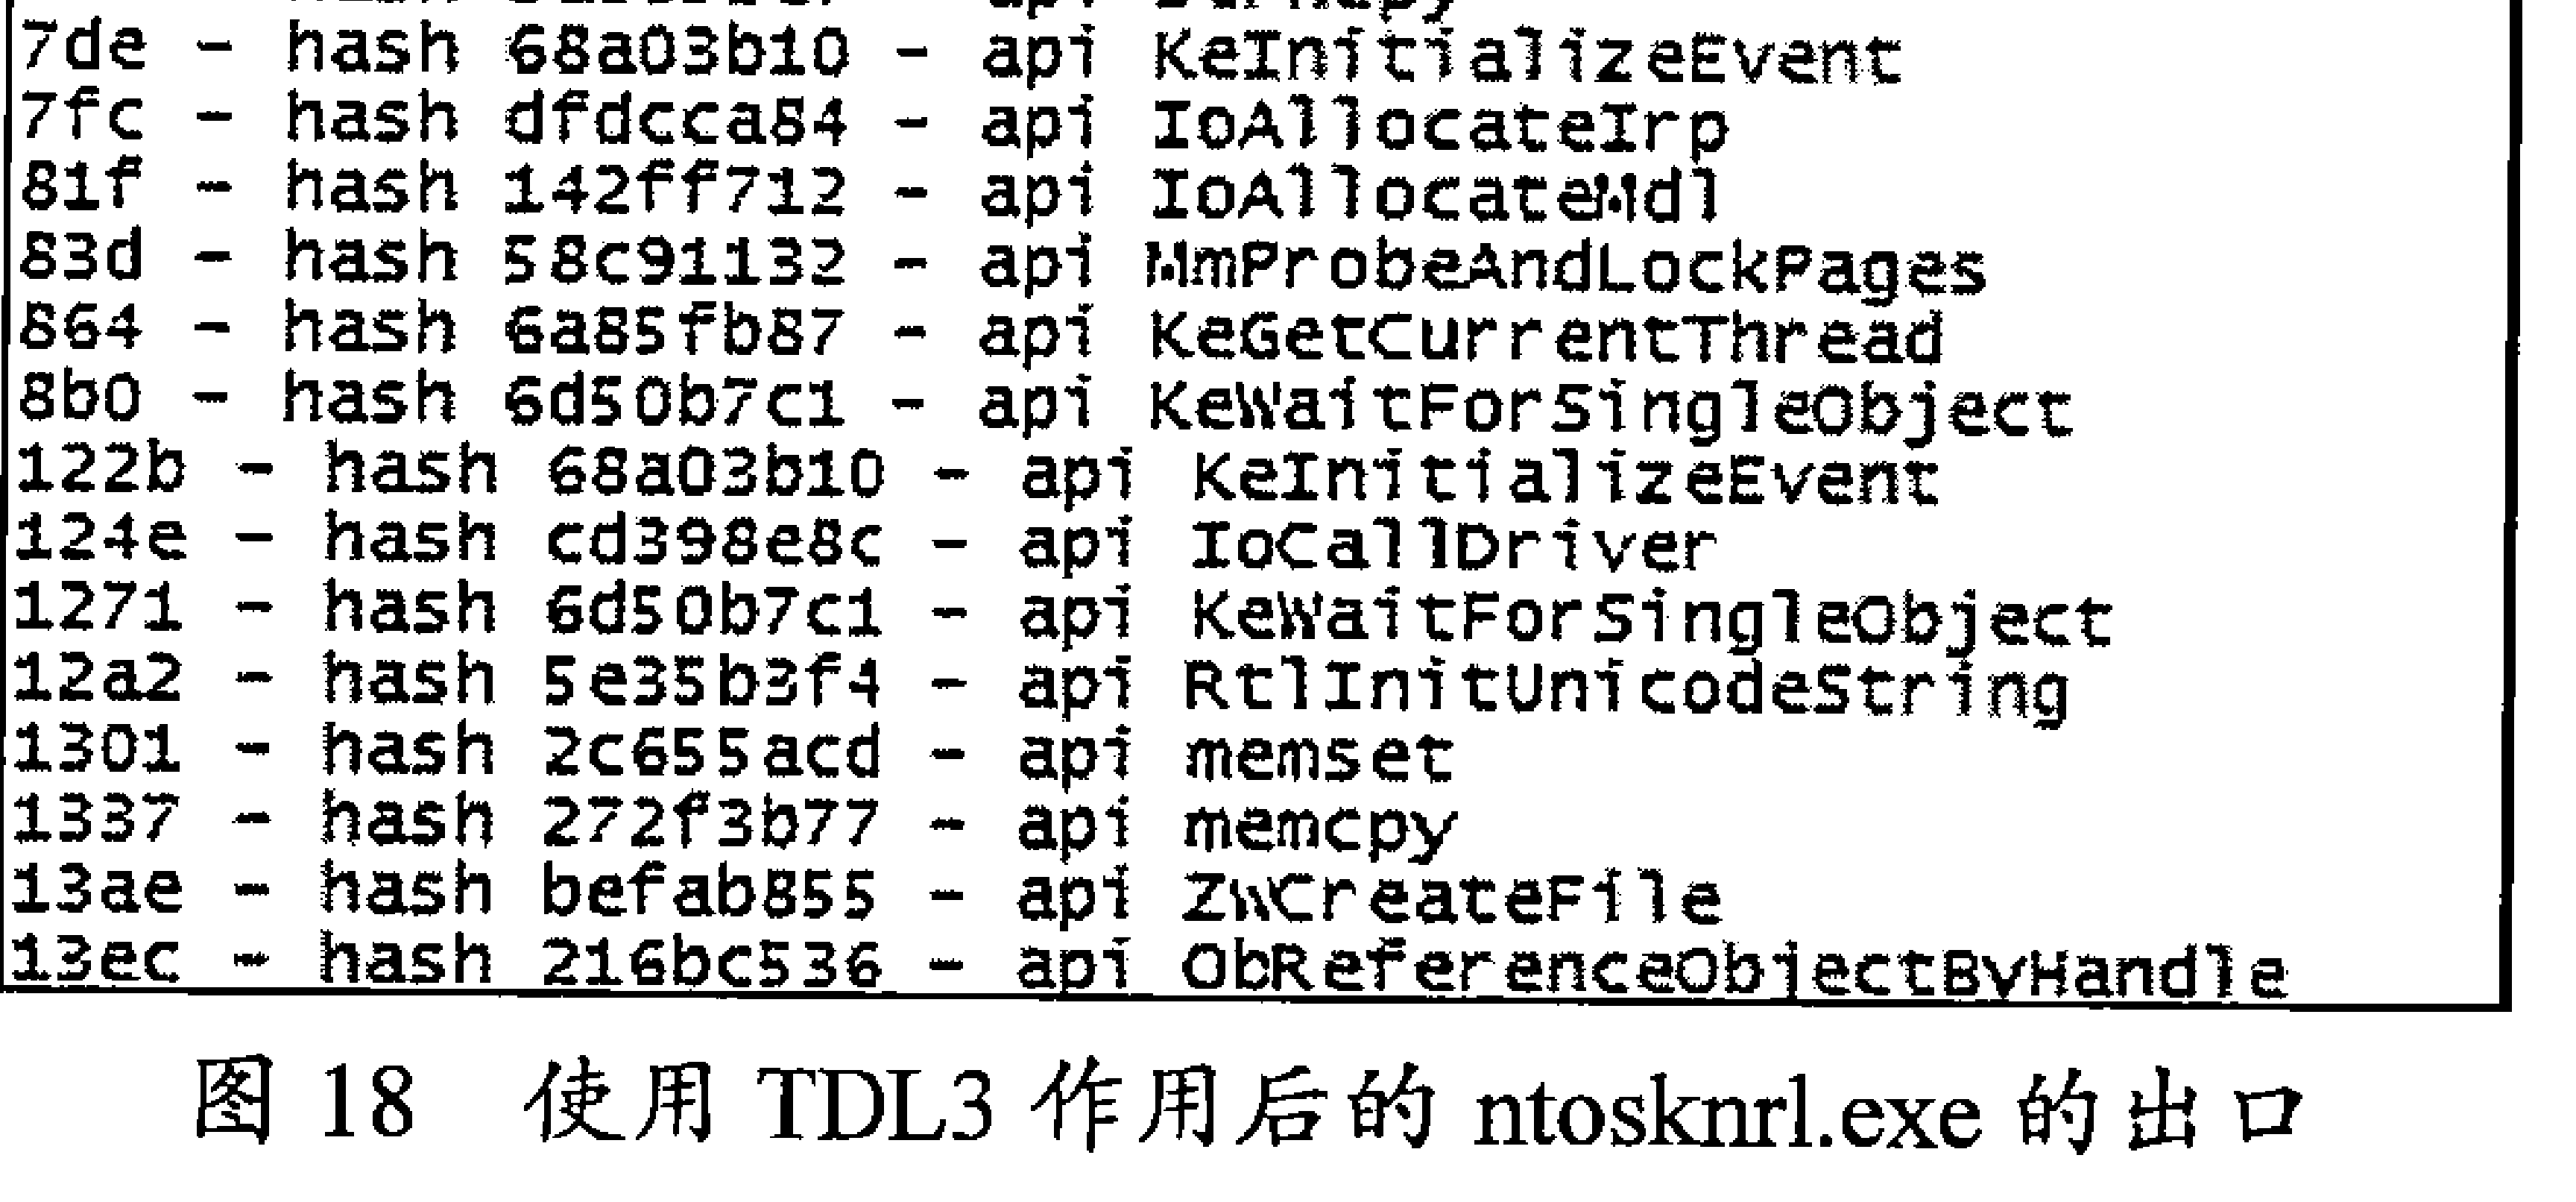 7de - hash 68a03b10 - api KeInitializeEvent
7fc - hash dfdcca84 - api IoAllocateIrp
81f - hash 142ff712 - api IoAllocateMdl
83d - hash 58c91132 - api MmProbeAndLockPages
864 - hash 6a85fb87 - api KeGetCurrentThread
8b0 - hash 6d50b7c1 - api KeWaitForSingleObject
122b - hash 68a03b10 - api KeInitializeEvent
124e - hash cd398e8c - api IoCallDriver
1271 - hash 6d50b7c1 - api KeWaitForSingleObject
12a2 - hash 5e35b3f4 - api RtlInitUnicodeString
1301 - hash 2c655acd - api memset
1337 - hash 272f3b77 - api memcpy
13ae - hash befab855 - api ZwCreateFile
13ec - hash 216bc536 - api ObReferenceObjectByHandle
图 18 使用 TDL3 作用后的 ntosknrl.exe 的出口